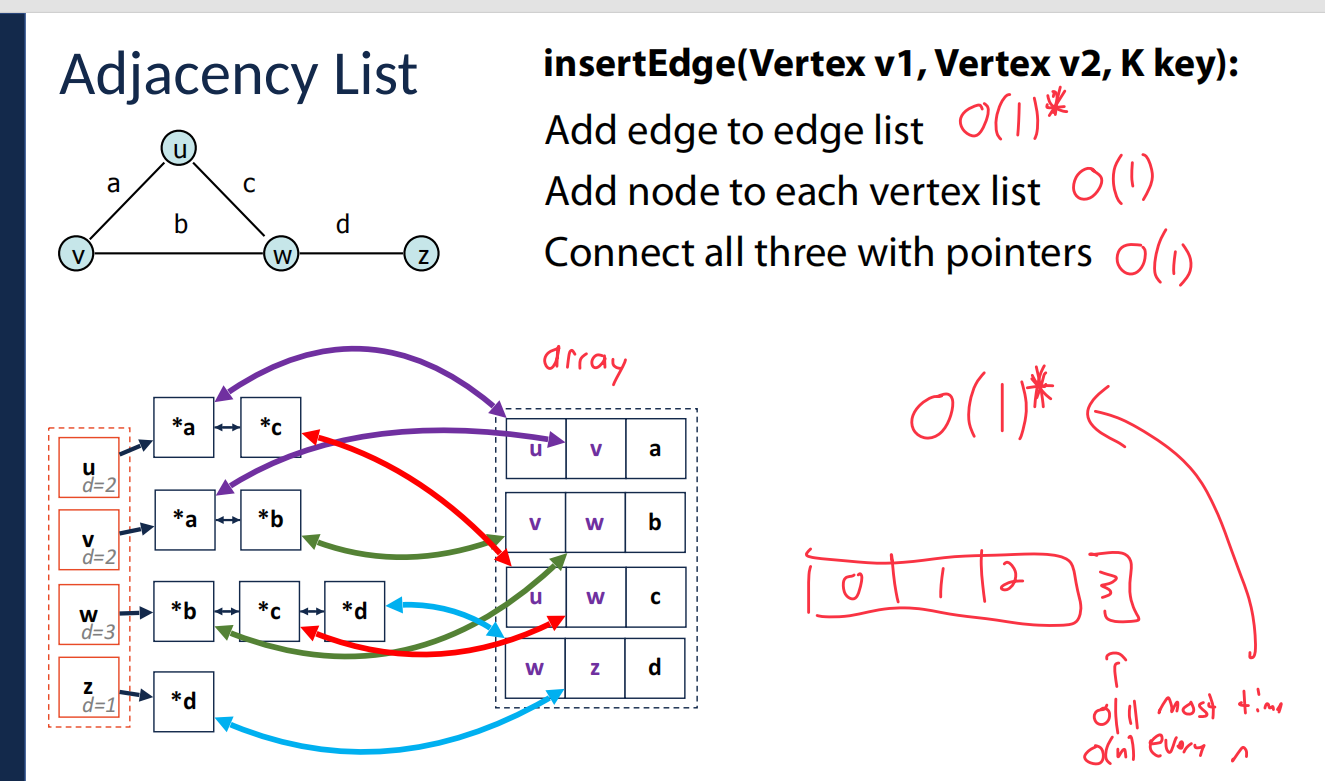 Adjacency List
insertEdge(Vertex v1, Vertex v2, K key):
Add edge to edge list O(1)*
Add node to each vertex list O(1)
Connect all three with pointers O(1)
u
a c
b d
v w z
array
O(1)*
*a *c
u v a
u
d=2
*a *b
v w b
v
d=2
*b *c *d
u w c
w
d=3
w z d
z
d=1
*d
0 1 2 3
O(1) most time
O(n) every n